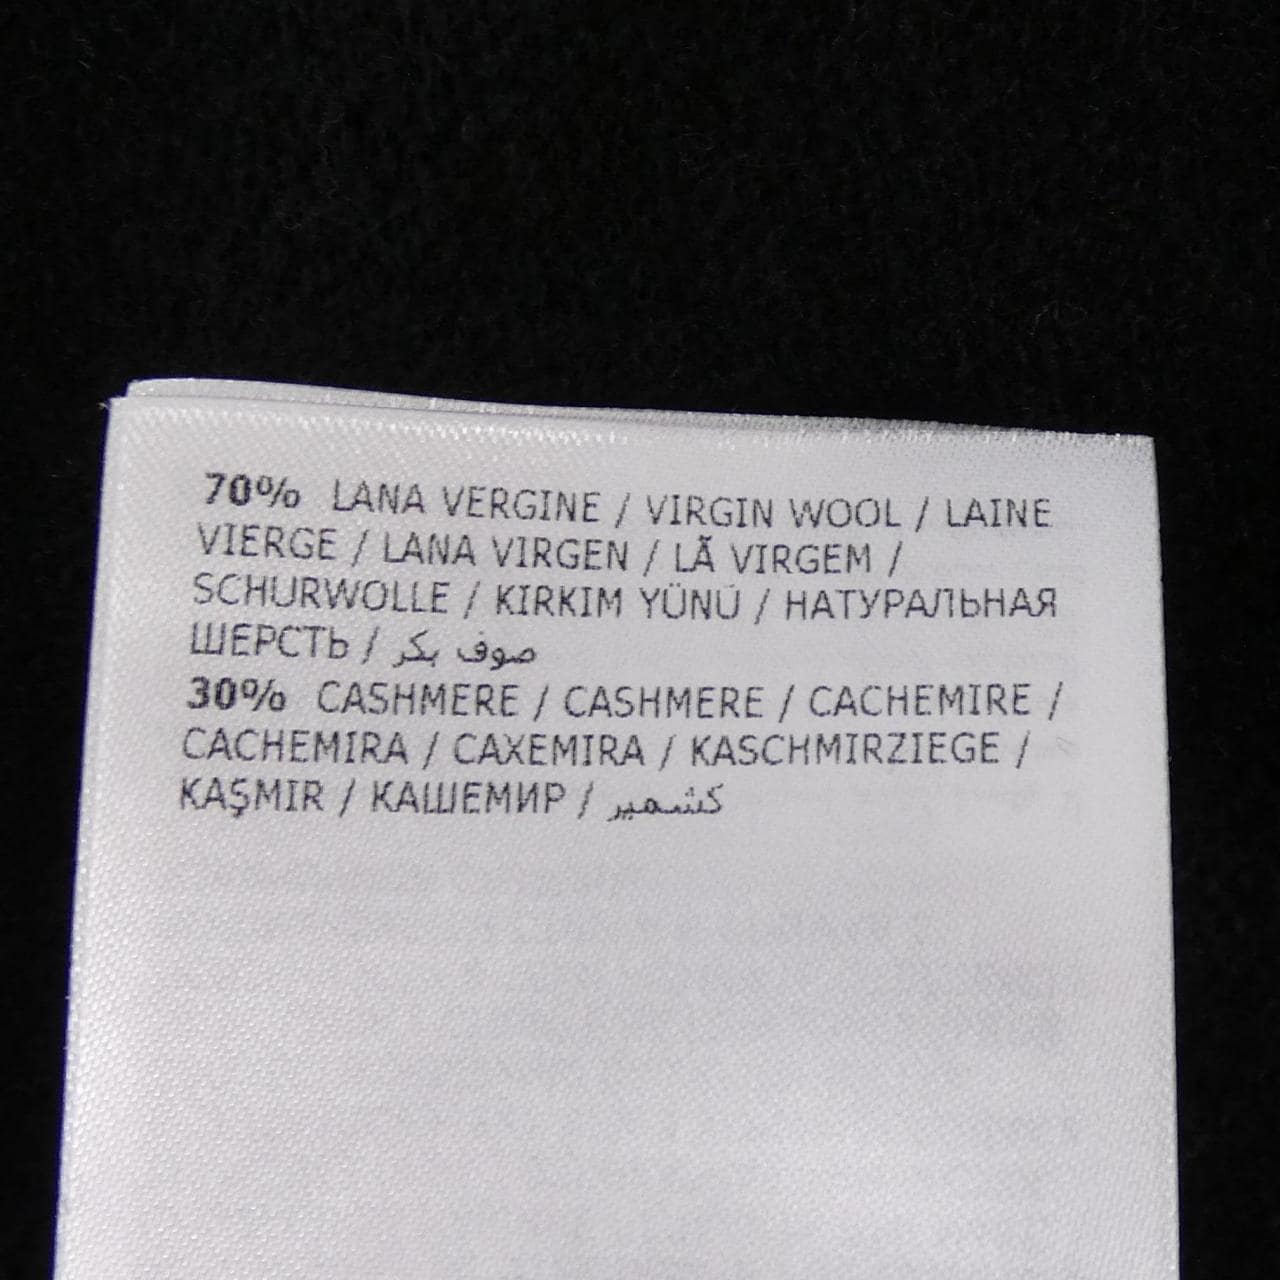 70% LANA VERGINE / VIRGIN WOOL / LAINE
VIERGE / LANA VIRGEN / LÃ VIRGEM /
SCHURWOLLE / KIRKIM YÜNÜ / НАТУРАЛЬНАЯ
ШЕРСТЬ / صوف بكر
30% CASHMERE / CASHMERE / CACHEMIRE /
CACHEMIRA / CAXEMIRA / KASCHMIRZIEGE /
KAŞMIR / КАШЕМИР / كشمير